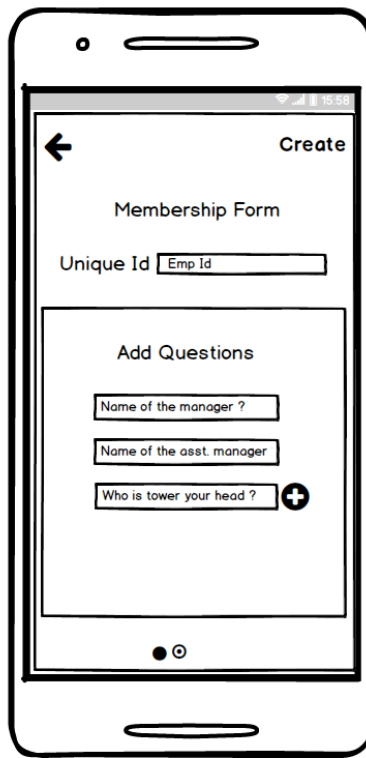 15:58
Create
Membership Form
Unique Id Emp Id
Add Questions
Name of the manager ?
Name of the asst. manager
Who is tower your head ?